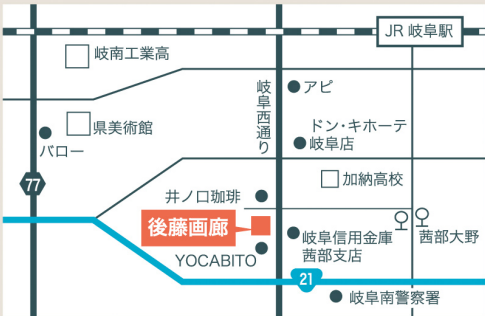 JR 岐阜駅
岐南工業高
岐阜西通り
アピ
県美術館
バロー
ドン・キホーテ
岐阜店
77
加納高校
井ノ口珈琲
後藤画廊
岐阜信用金庫
茜部支店
茜部大野
YOCABITO
21
岐阜南警察署